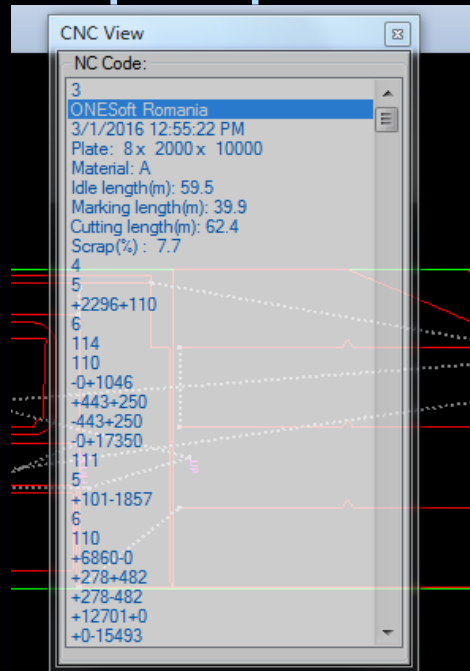 CNC View
NC Code:
3
ONESoft Romania
3/1/2016 12:55:22 PM
Plate: 8 x 2000 x 10000
Material: A
Idle length(m): 59.5
Marking length(m): 39.9
Cutting length(m): 62.4
Scrap(%) : 7.7
4
5
+2296+110
6
114
110
-0+1046
+443+250
-443+250
-0+17350
111
5
+101-1857
6
110
+6860-0
+278+482
+278-482
+12701+0
+0-15493